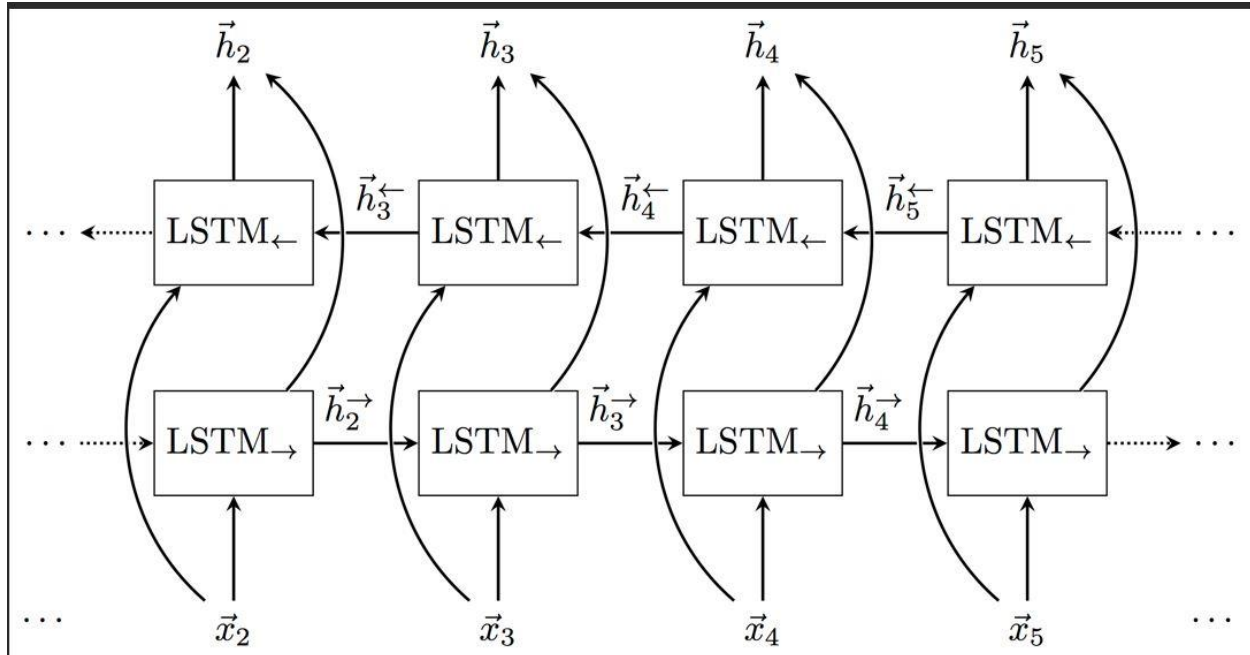 h⃗₂ h⃗₃ h⃗₄ h⃗₅
h⃗₃← h⃗₄← h⃗₅←
··· LSTM← LSTM← LSTM← LSTM← ···
h⃗₂→ h⃗₃→ h⃗₄→
··· LSTM→ LSTM→ LSTM→ LSTM→ ···
··· x⃗₂ x⃗₃ x⃗₄ x⃗₅ ···